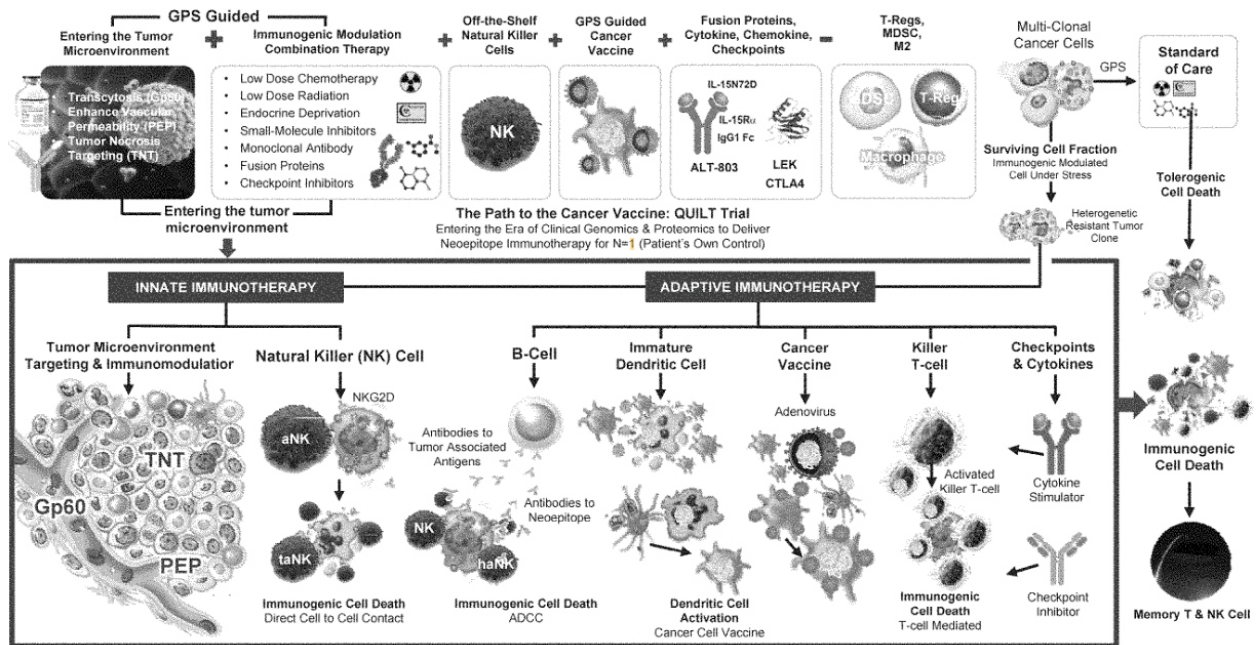 GPS Guided
Entering the Tumor
Microenvironment
+
Immunogenic Modulation
Combination Therapy
+
Off-the-Shelf
Natural Killer
Cells
+
GPS Guided
Cancer
Vaccine
+
Fusion Proteins,
Cytokine, Chemokine,
Checkpoints
–
T-Regs,
MDSC,
M2
• Transcytosis (Gp60)
• Enhance Vascular
Permeability (PEP)
• Tumor Nocrosis
Targeting (TNT)
• Low Dose Chemotherapy
• Low Dose Radiation
• Endocrine Deprivation
• Small-Molecule Inhibitors
• Monoclonal Antibody
• Fusion Proteins
• Checkpoint Inhibitors
NK
IL-15N72D
IL-15Rα
IgG1 Fc
ALT-803
LEK
CTLA4
MDSC
T-Reg
Macrophage
Multi-Clonal
Cancer Cells
GPS
Standard
of Care
Surviving Cell Fraction
Immunogenic Modulated
Cell Under Stress
Tolerogenic
Cell Death
Heterogenetic
Resistant Tumor
Clone
Entering the tumor
microenvironment
The Path to the Cancer Vaccine: QUILT Trial
Entering the Era of Clinical Genomics & Proteomics to Deliver
Neoepitope Immunotherapy for N=1 (Patient's Own Control)
INNATE IMMUNOTHERAPY
ADAPTIVE IMMUNOTHERAPY
Tumor Microenvironment
Targeting & Immunomodulatior
TNT
Gp60
PEP
Natural Killer (NK) Cell
NKG2D
aNK
taNK
Immunogenic Cell Death
Direct Cell to Cell Contact
B-Cell
Antibodies to
Tumor Associated
Antigens
Antibodies to
Neoepitope
NK
haNK
Immunogenic Cell Death
ADCC
Immature
Dendritic Cell
Dendritic Cell
Activation
Cancer Cell Vaccine
Cancer
Vaccine
Adenovirus
Killer
T-cell
Activated
Killer T-cell
Immunogenic
Cell Death
T-cell Mediated
Checkpoints
& Cytokines
Cytokine
Stimulator
Checkpoint
Inhibitor
Immunogenic
Cell Death
Memory T & NK Cell